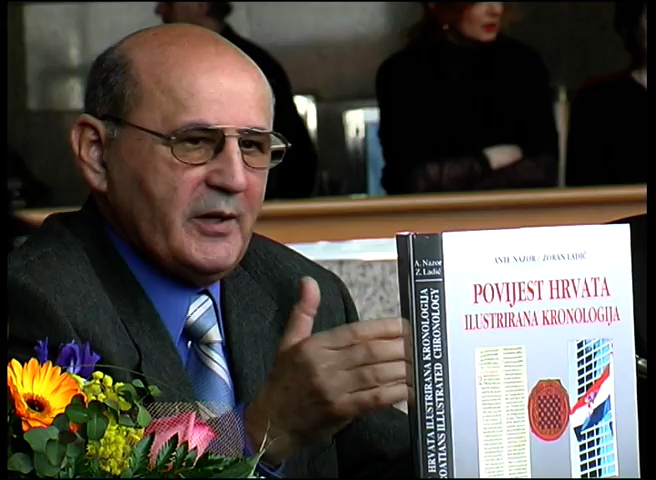 ANTE NAZOR / ZORAN LADIĆ
POVIJEST HRVATA
ILUSTRIRANA KRONOLOGIJA
A. Nazor
Z. Ladić
HRVATA ILUSTRIRANA KRONOLOGIJA
CROATIANS ILLUSTRATED CHRONOLOGY